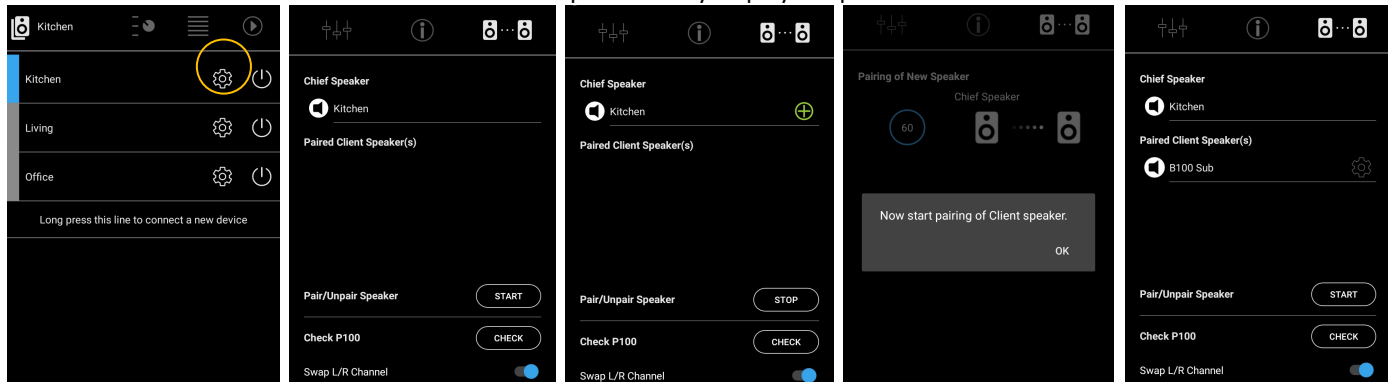 Kitchen
Kitchen
Living
Office
Long press this line to connect a new device
Chief Speaker
Kitchen
Paired Client Speaker(s)
Pair/Unpair Speaker
START
Check P100
CHECK
Swap L/R Channel
Chief Speaker
Kitchen
Paired Client Speaker(s)
Pair/Unpair Speaker
STOP
Check P100
CHECK
Swap L/R Channel
Pairing of New Speaker
Chief Speaker
60
Now start pairing of Client speaker.
OK
Chief Speaker
Kitchen
Paired Client Speaker(s)
B100 Sub
Pair/Unpair Speaker
START
Check P100
CHECK
Swap L/R Channel